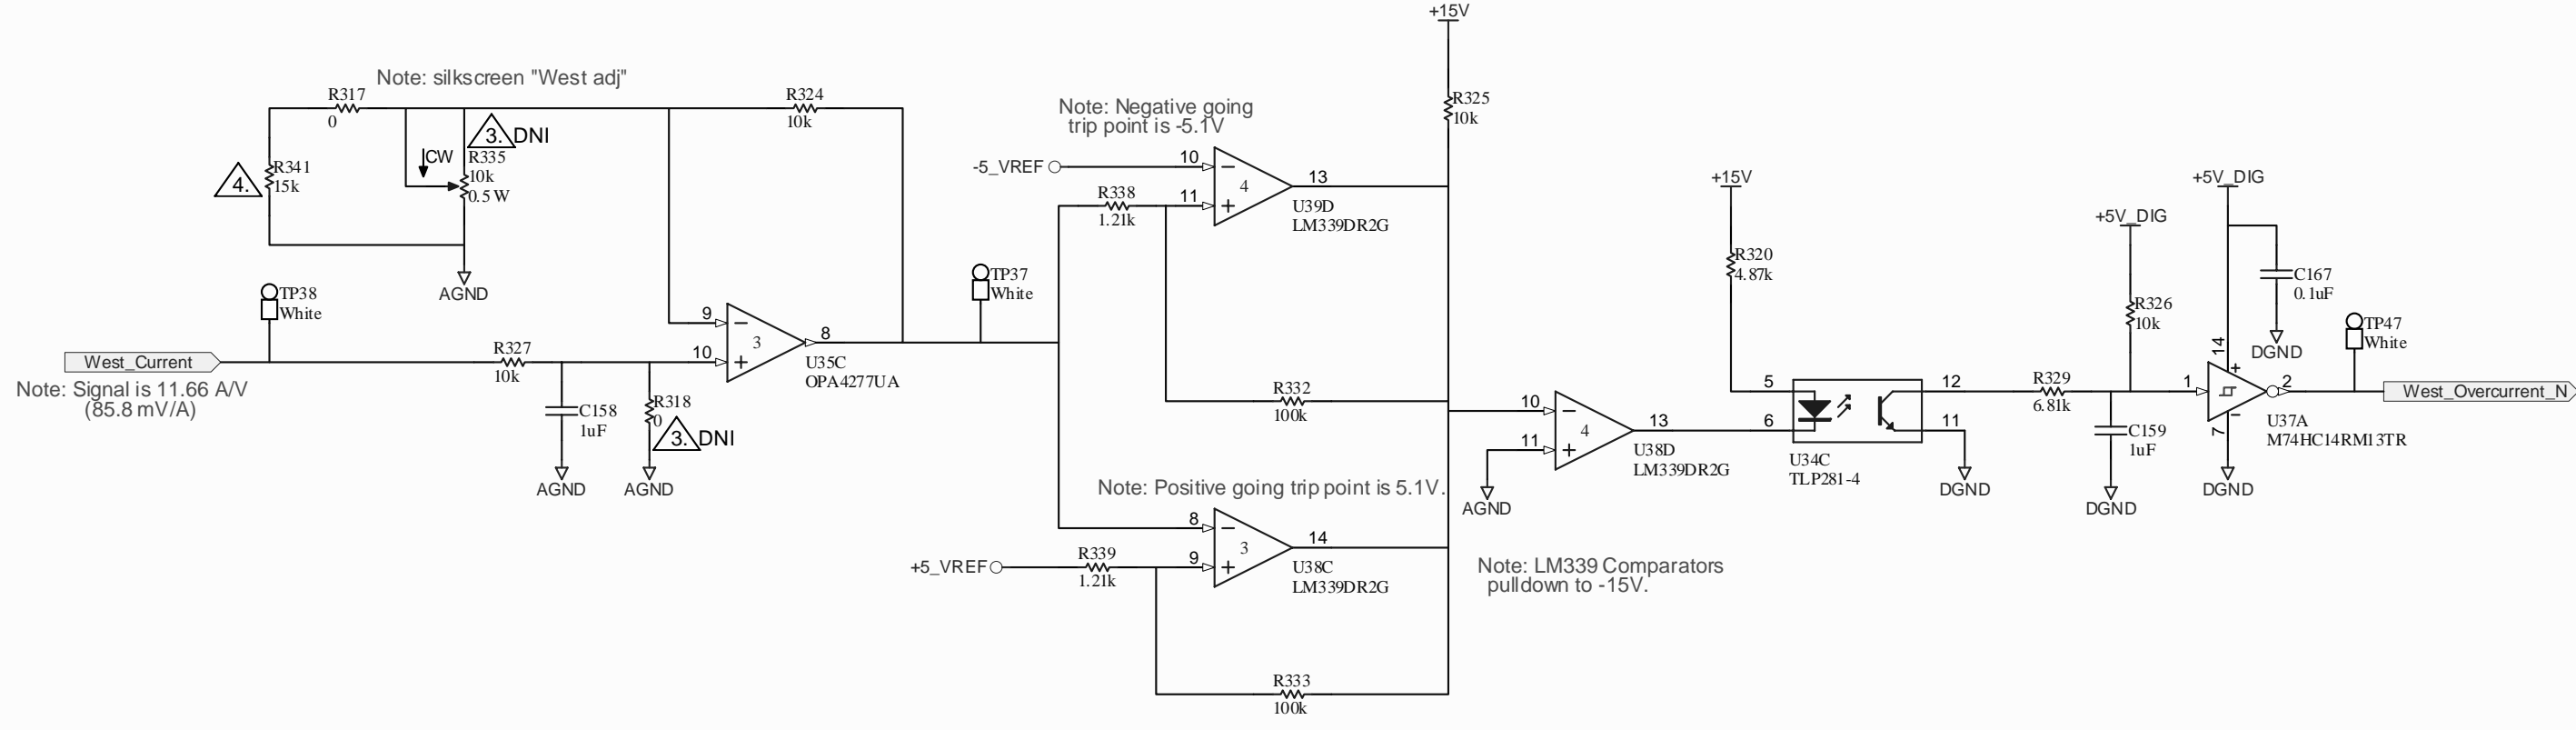 Note: silkscreen "West adj"
R317
0
R324
10k
3.
DNI
CW
R335
10k
0.5 W
4.
R341
15k
AGND
TP38
White
West_Current
Note: Signal is 11.66 A/V
(85.8 mV/A)
R327
10k
C158
1uF
AGND
R318
0
3.
DNI
AGND
9
10
3
8
U35C
OPA4277UA
TP37
White
Note: Negative going
trip point is -5.1V
-5_VREF
10
11
4
13
U39D
LM339DR2G
R338
1.21k
+15V
R325
10k
R332
100k
Note: Positive going trip point is 5.1V.
+5_VREF
R339
1.21k
8
9
3
14
U38C
LM339DR2G
R333
100k
Note: LM339 Comparators
pulldown to -15V.
10
11
4
13
U38D
LM339DR2G
AGND
+15V
R320
4.87k
5
6
12
11
U34C
TLP281-4
DGND
R329
6.81k
+5V_DIG
R326
10k
C159
1uF
DGND
+5V_DIG
C167
0.1uF
DGND
14
1
2
7
U37A
M74HC14RM13TR
DGND
TP47
White
West_Overcurrent_N